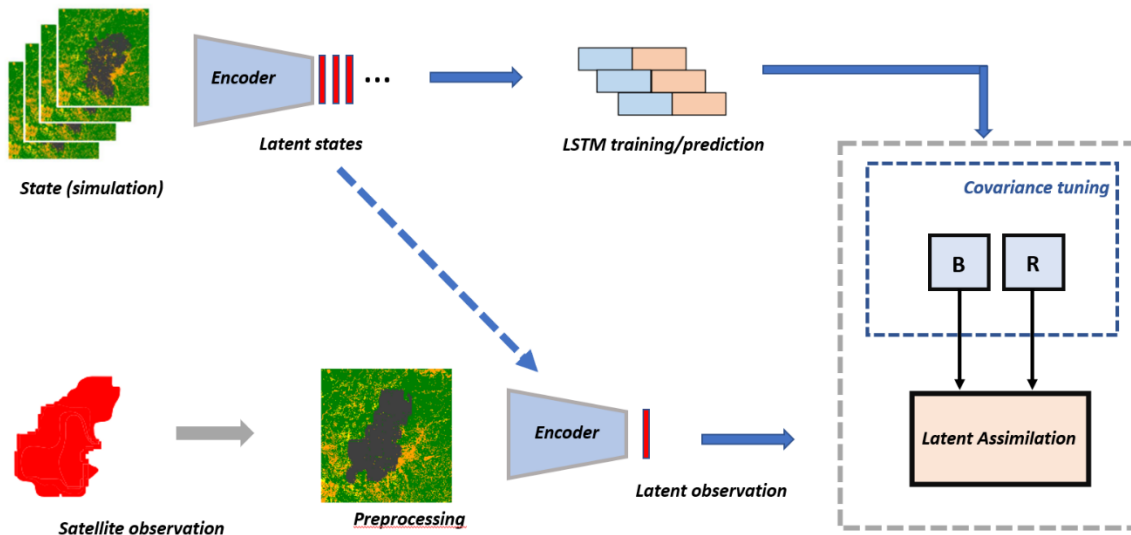 Encoder
...
Latent states
State (simulation)
LSTM training/prediction
Covariance tuning
B
R
Latent Assimilation
Encoder
Latent observation
Satellite observation
Preprocessing